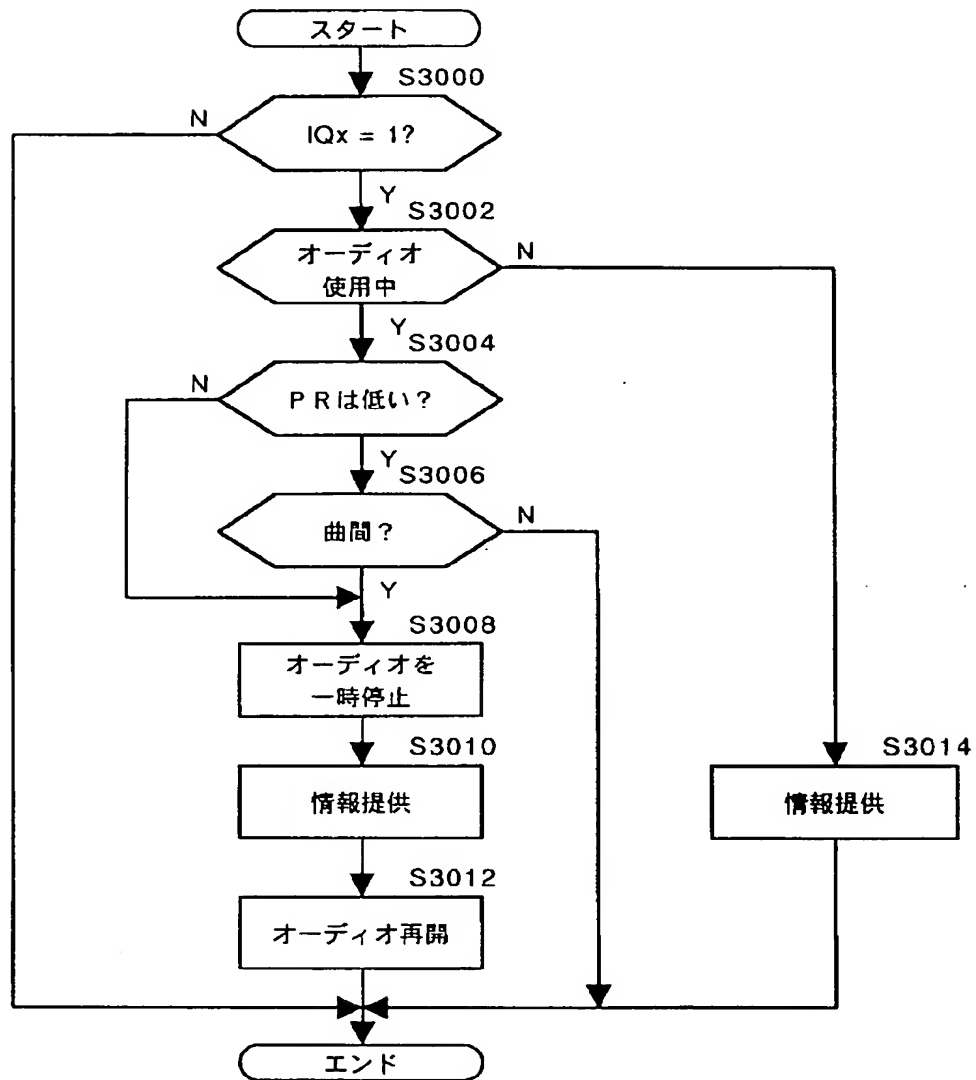 スタート
S3000
N
IQx = 1?
Y
S3002
オーディオ
使用中
N
Y
S3004
N
PRは低い？
Y
S3006
曲間？
N
Y
S3008
オーディオを
一時停止
S3010
情報提供
S3014
情報提供
S3012
オーディオ再開
エンド